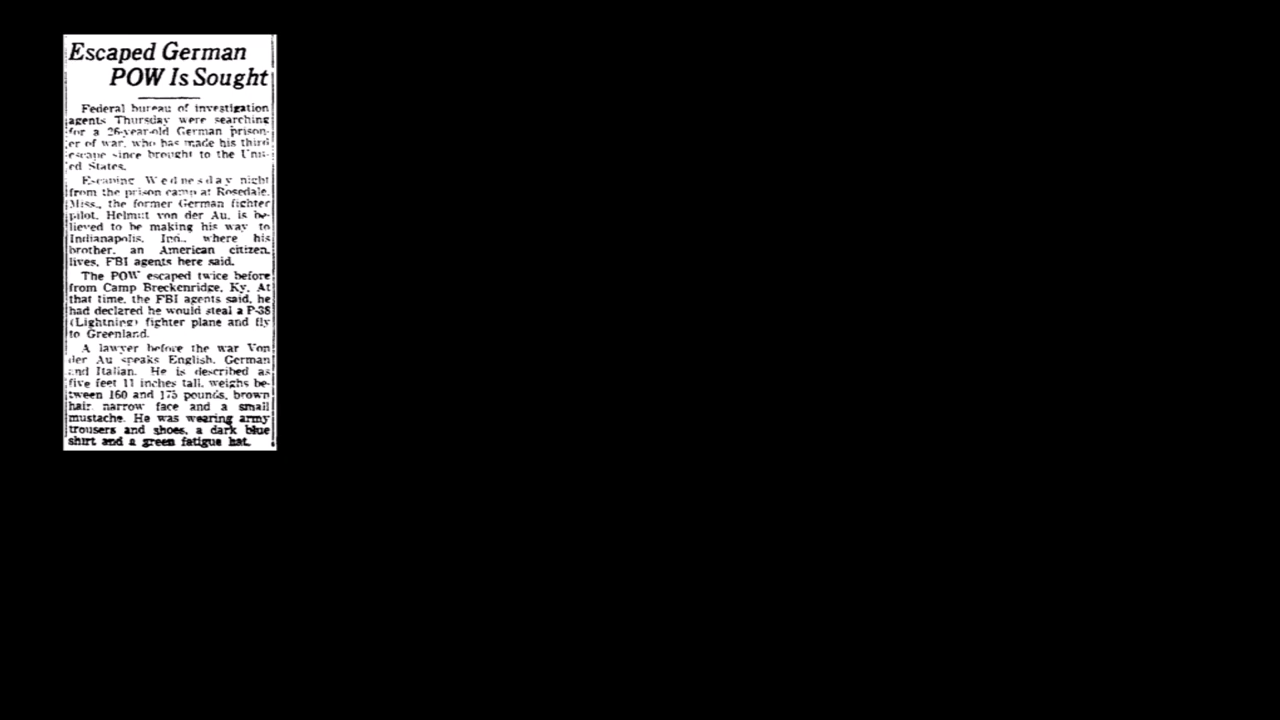 Escaped German
POW Is Sought
Federal bureau of investigation
agents Thursday were searching
for a 26-year-old German prison-
er of war, who has made his third
escape since brought to the Unit-
ed States.
Escaping Wednesday night
from the prison camp at Rosedale,
Miss., the former German fighter
pilot, Helmut von der Au, is be-
lieved to be making his way to
Indianapolis, Ind., where his
brother, an American citizen,
lives, FBI agents here said.
The POW escaped twice before
from Camp Breckenridge, Ky. At
that time, the FBI agents said, he
had declared he would steal a P-38
(Lightning) fighter plane and fly
to Greenland.
A lawyer before the war Von
der Au speaks English, German
and Italian. He is described as
five feet 11 inches tall, weighs be-
tween 160 and 175 pounds, brown
hair, narrow face and a small
mustache. He was wearing army
trousers and shoes, a dark blue
shirt and a green fatigue hat.